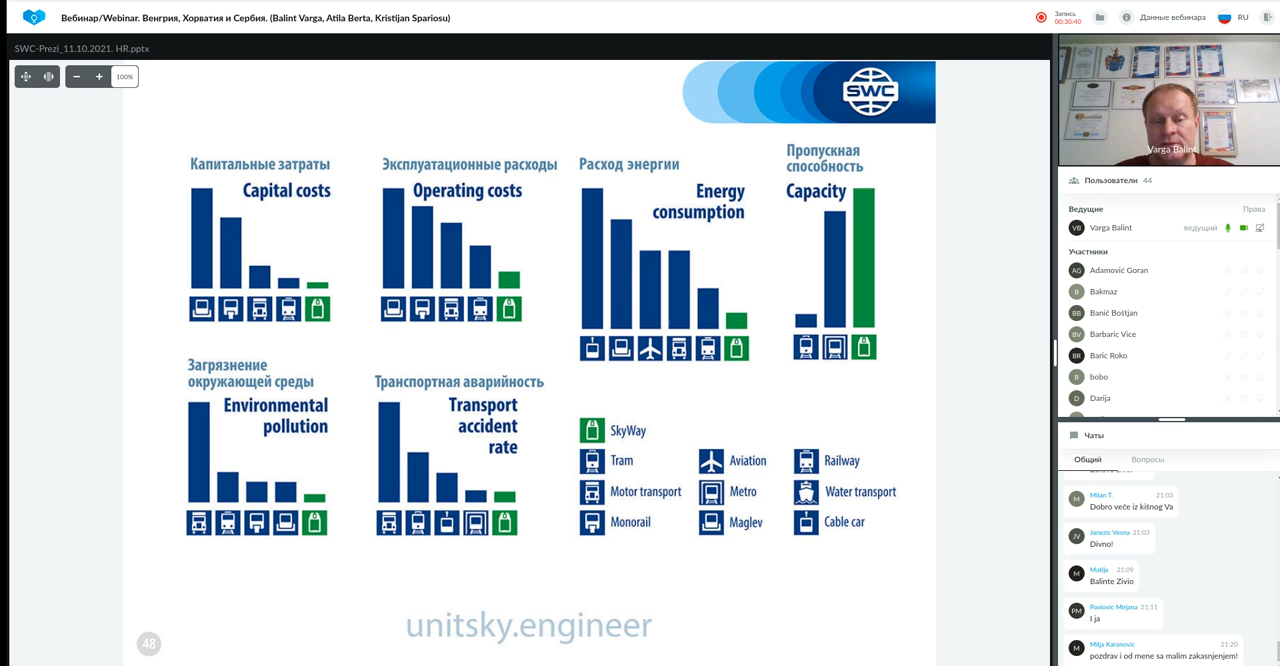 Вебинар/Webinar. Венгрия, Хорватия и Сербия. (Balint Varga, Atila Berta, Kristijan Spariosu)
Запись
00:30:40
Данные вебинара
RU
SWC-Prezi_11.10.2021. HR.pptx
100%
SWC
Капитальные затраты
Capital costs
Эксплуатационные расходы
Operating costs
Расход энергии
Energy
consumption
Пропускная
способность
Capacity
Загрязнение
окружающей среды
Environmental
pollution
Транспортная аварийность
Transport
accident
rate
SkyWay
Tram
Aviation
Railway
Motor transport
Metro
Water transport
Monorail
Maglev
Cable car
unitsky.engineer
48
Varga Balint
Пользователи 44
Ведущие
Права
VB Varga Balint ведущий
Участники
AG Adamović Goran
B Bakmaz
BB Banić Boštjan
BV Barbaric Vice
BR Baric Roko
B bobo
D Darija
Чаты
Общий
Вопросы
M Milan T. 21:03
Dobro veče iz kišnog Va
JV Janezic Vesna 21:03
Divno!
M Matija 21:09
Balinte Zivio
PM Pavlovic Mirjana 21:11
I ja
M Milja Karanovic 21:20
pozdrav i od mene sa malim zakasnjenjem!